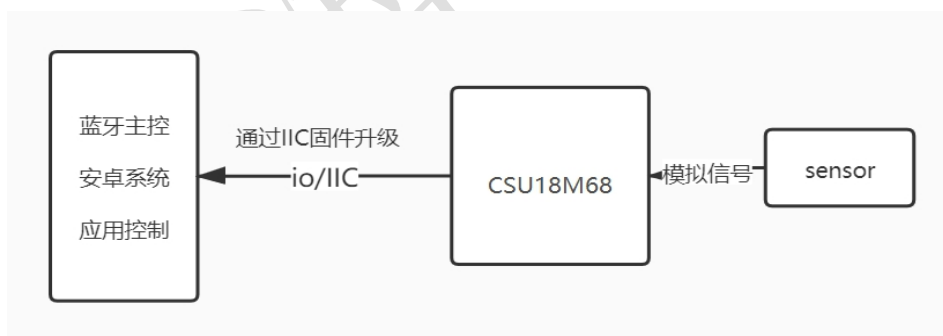 蓝牙主控
安卓系统
应用控制
通过IIC固件升级
io/IIC
CSU18M68
模拟信号
sensor